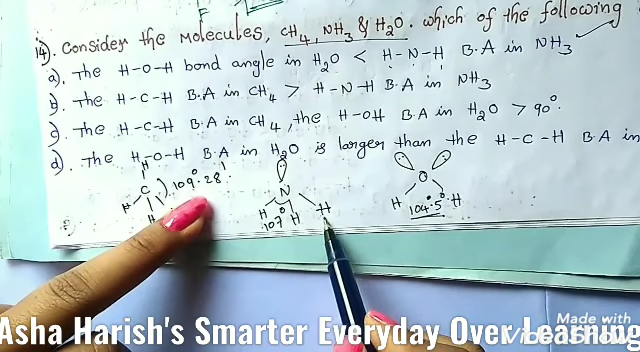 14). Consider the Molecules, CH4, NH3 & H2O. which of the following
a). The H-O-H bond angle in H2O < H-N-H B.A in NH3
b). The H-C-H B.A in CH4 > H-N-H B.A in NH3
c). The H-C-H B.A in CH4, the H-OH B.A in H2O > 90°.
d). The H-O-H B.A in H2O is larger than the H-C-H B.A in
H
C
H
H
109°.28'
N
H
H
H
107°
O
H
H
104.5°
Asha Harish's Smarter Everyday Over Learning
Made with
VideoShow